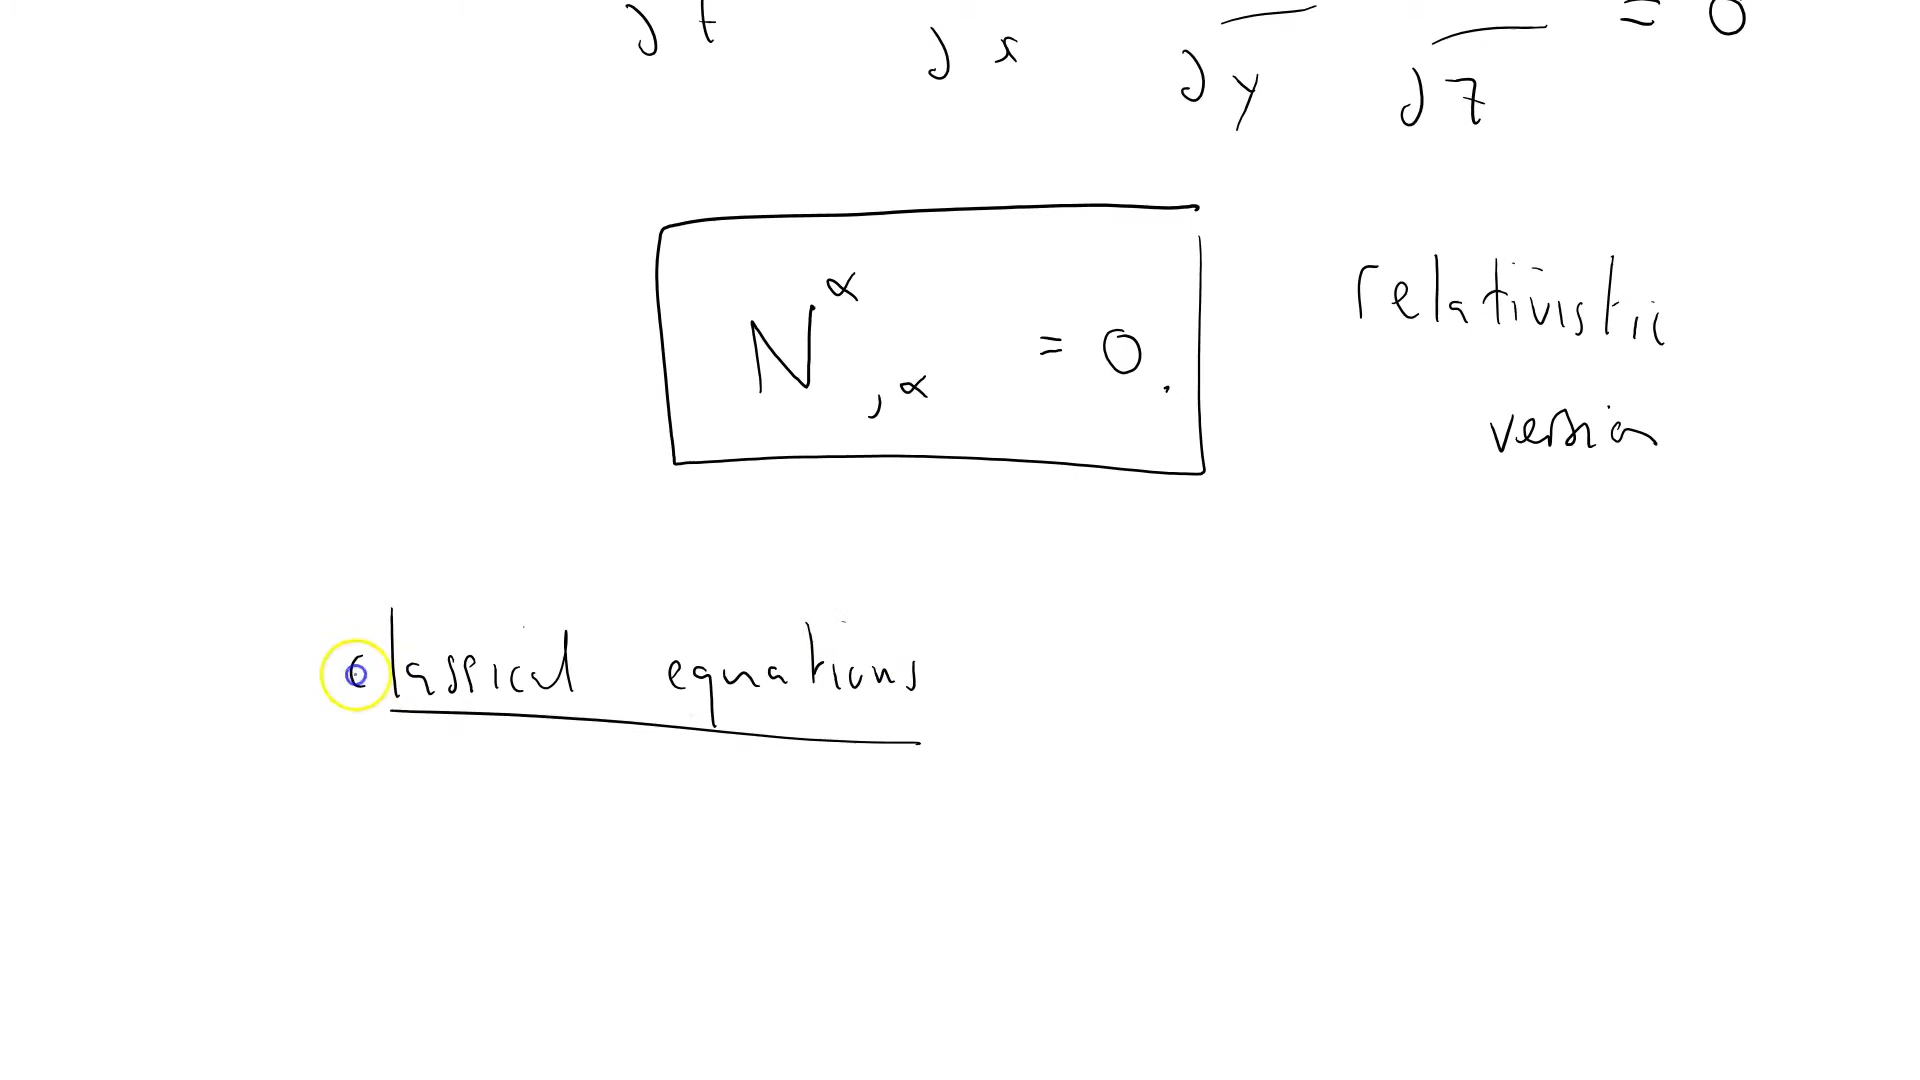 ∂t ∂x ∂y ∂z = 0
N^α_{,α} = 0.
relativistic
version
classical equations